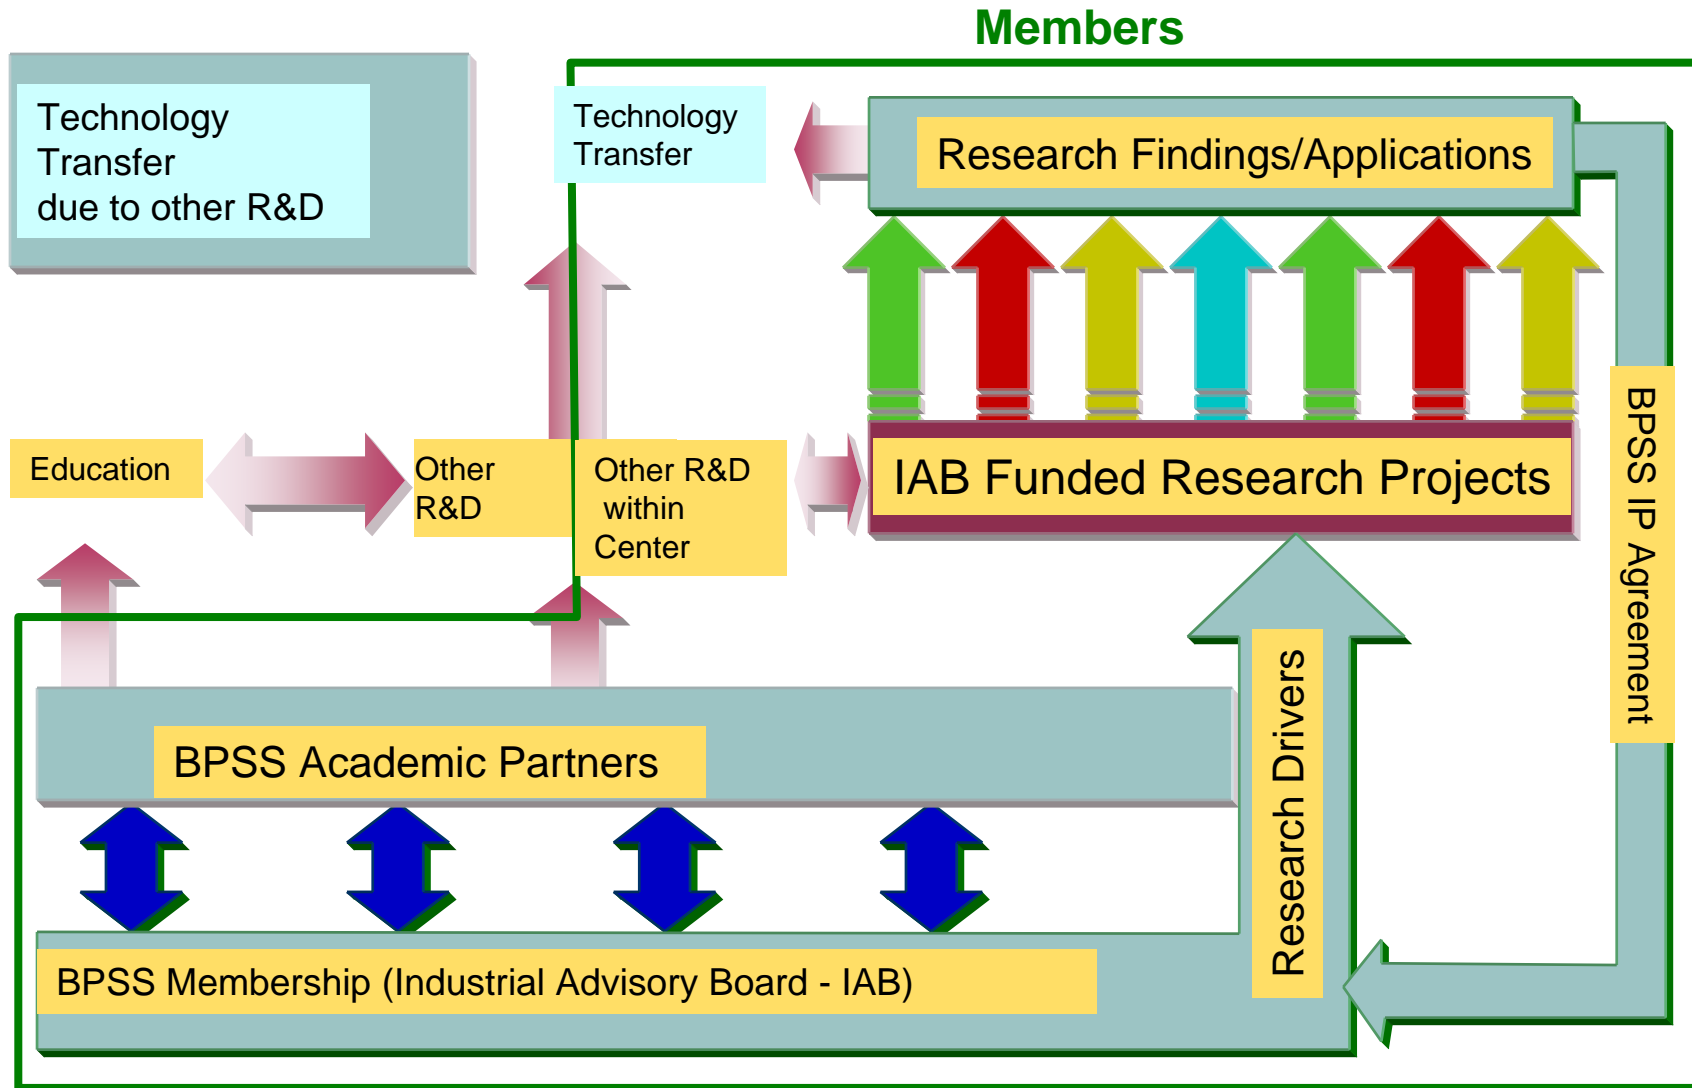 Members
Technology
Transfer
due to other R&D
Technology
Transfer
Research Findings/Applications
Education
Other
R&D
Other R&D
within
Center
IAB Funded Research Projects
BPSS IP Agreement
Research Drivers
BPSS Academic Partners
BPSS Membership (Industrial Advisory Board - IAB)